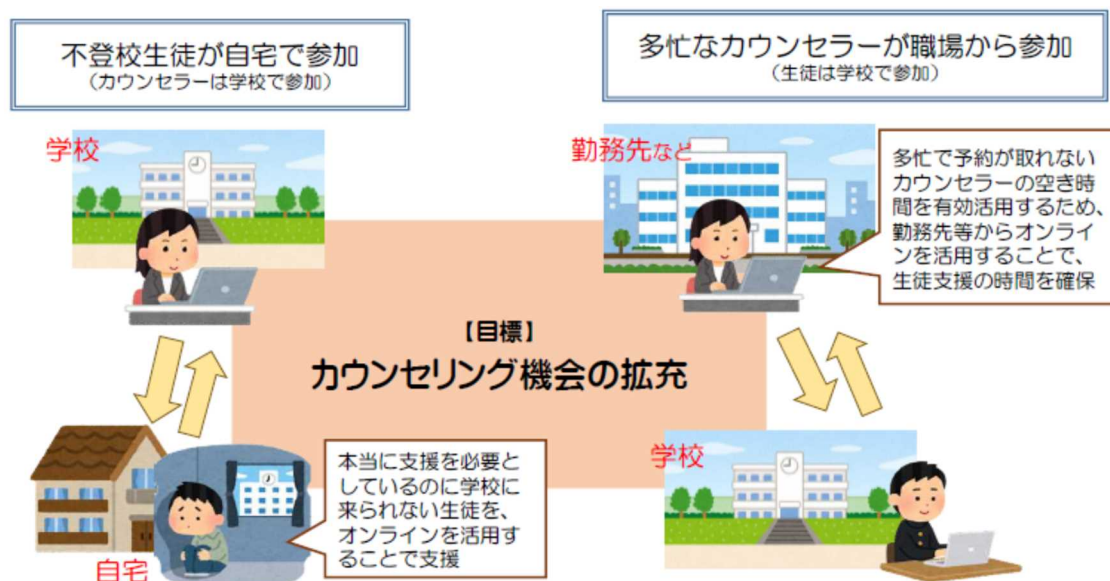 不登校生徒が自宅で参加
（カウンセラーは学校で参加）
学校
自宅
本当に支援を必要と
しているのに学校に
来られない生徒を、
オンラインを活用す
ることで支援
【目標】
カウンセリング機会の拡充
多忙なカウンセラーが職場から参加
（生徒は学校で参加）
勤務先など
多忙で予約が取れない
カウンセラーの空き時
間を有効活用するため、
勤務先等からオンライ
ンを活用することで、
生徒支援の時間を確保
学校